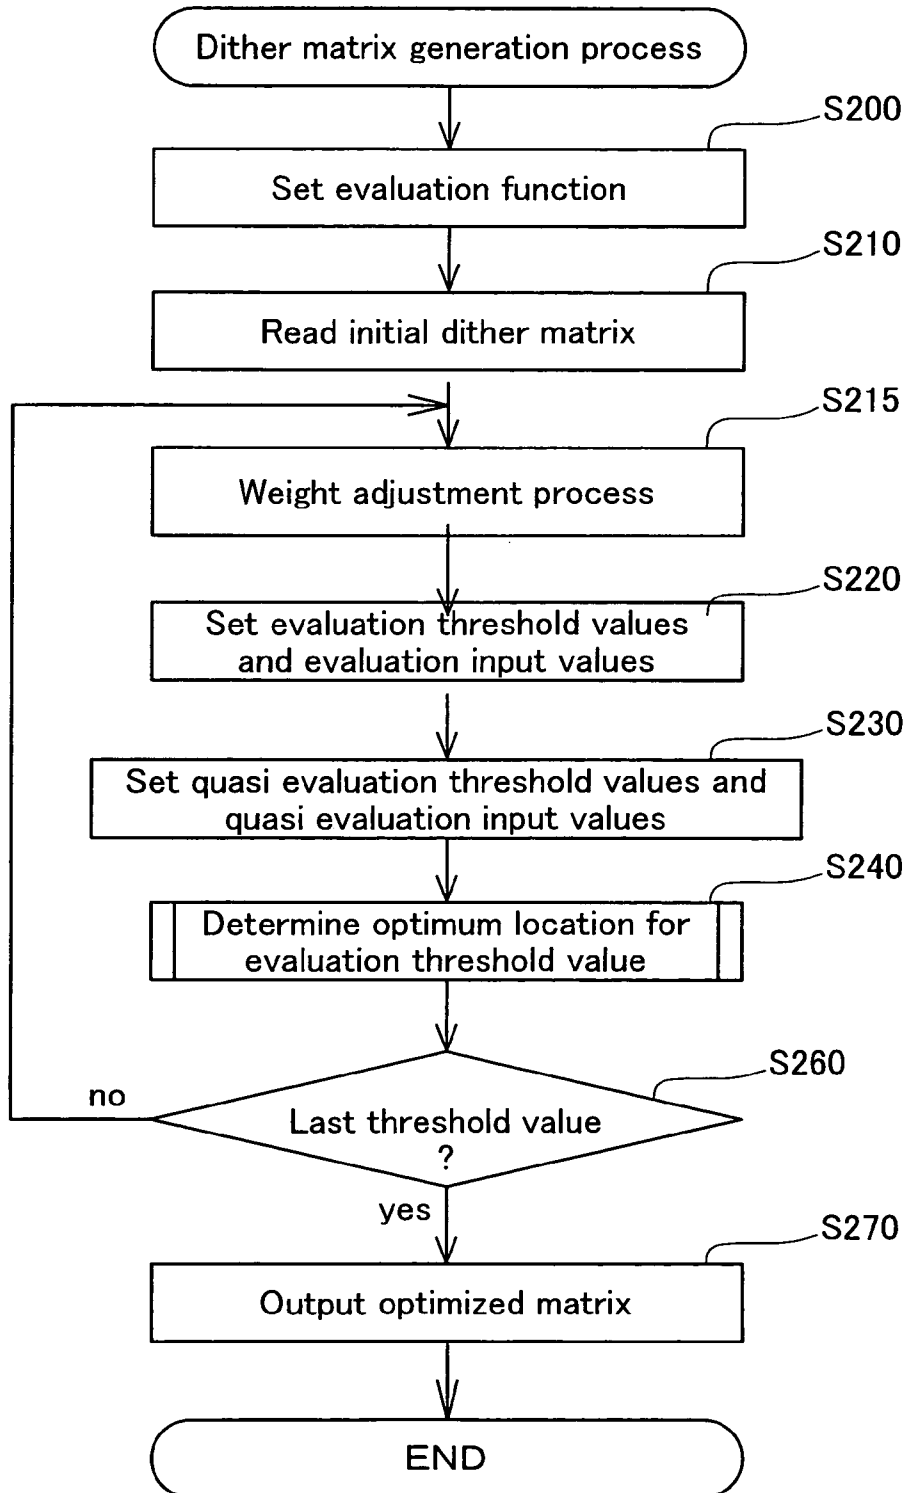 Dither matrix generation process
S200
Set evaluation function
S210
Read initial dither matrix
S215
Weight adjustment process
S220
Set evaluation threshold values
and evaluation input values
S230
Set quasi evaluation threshold values and
quasi evaluation input values
S240
Determine optimum location for
evaluation threshold value
S260
no
Last threshold value
?
yes
S270
Output optimized matrix
END